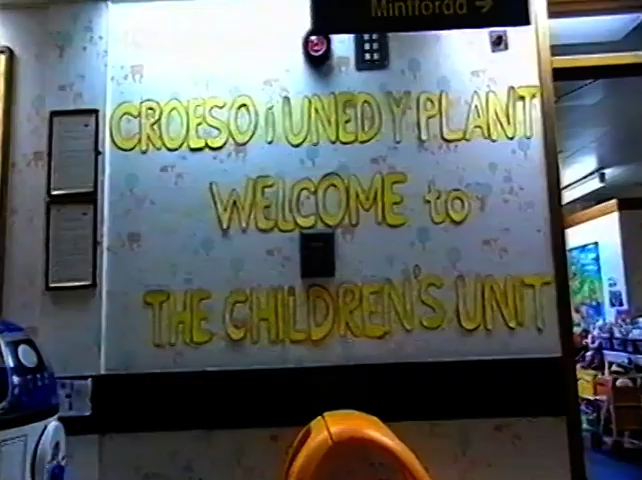 Minffordd →
CROESO i UNED Y PLANT
WELCOME to
THE CHILDREN'S UNIT